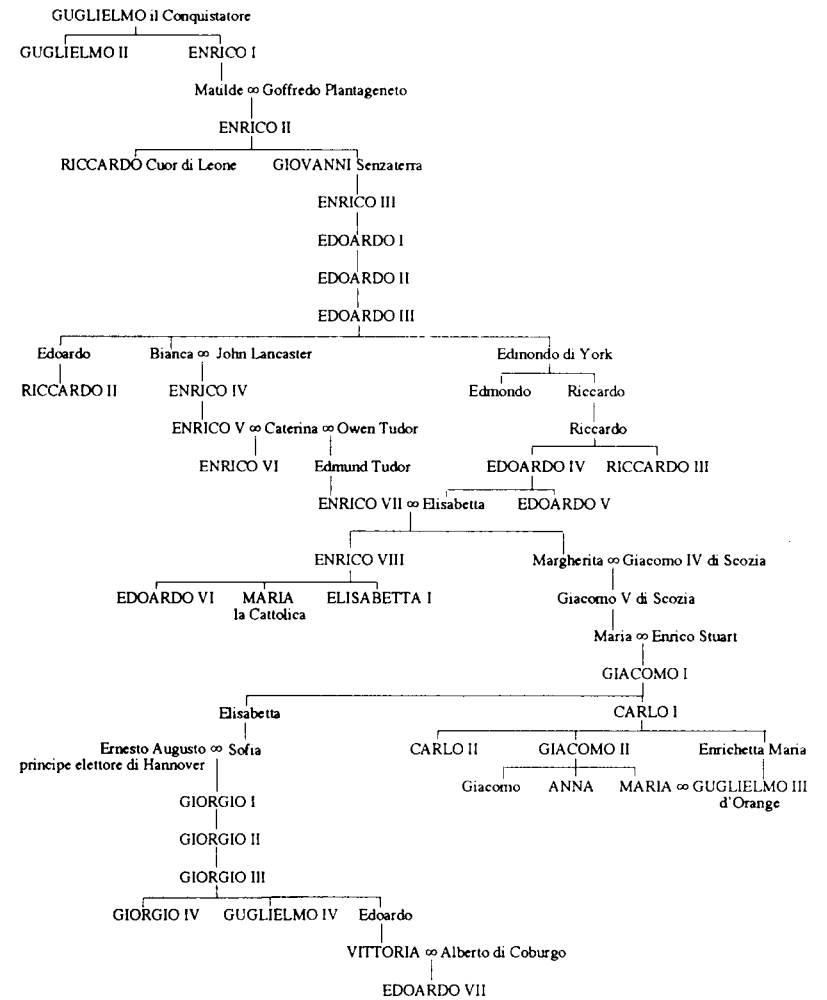 GUGLIELMO il Conquistatore
GUGLIELMO II ENRICO I
Matilde ∞ Goffredo Plantageneto
ENRICO II
RICCARDO Cuor di Leone GIOVANNI Senzaterra
ENRICO III
EDOARDO I
EDOARDO II
EDOARDO III
Edoardo Bianca ∞ John Lancaster Edmondo di York
RICCARDO II ENRICO IV Edmondo Riccardo
ENRICO V ∞ Caterina ∞ Owen Tudor Riccardo
ENRICO VI Edmund Tudor EDOARDO IV RICCARDO III
ENRICO VII ∞ Elisabetta EDOARDO V
ENRICO VIII Margherita ∞ Giacomo IV di Scozia
EDOARDO VI MARIA ELISABETTA I Giacomo V di Scozia
la Cattolica
Maria ∞ Enrico Stuart
GIACOMO I
Elisabetta CARLO I
Ernesto Augusto ∞ Sofia CARLO II GIACOMO II Enrichetta Maria
principe elettore di Hannover
Giacomo ANNA MARIA ∞ GUGLIELMO III
GIORGIO I d'Orange
GIORGIO II
GIORGIO III
GIORGIO IV GUGLIELMO IV Edoardo
VITTORIA ∞ Alberto di Coburgo
EDOARDO VII